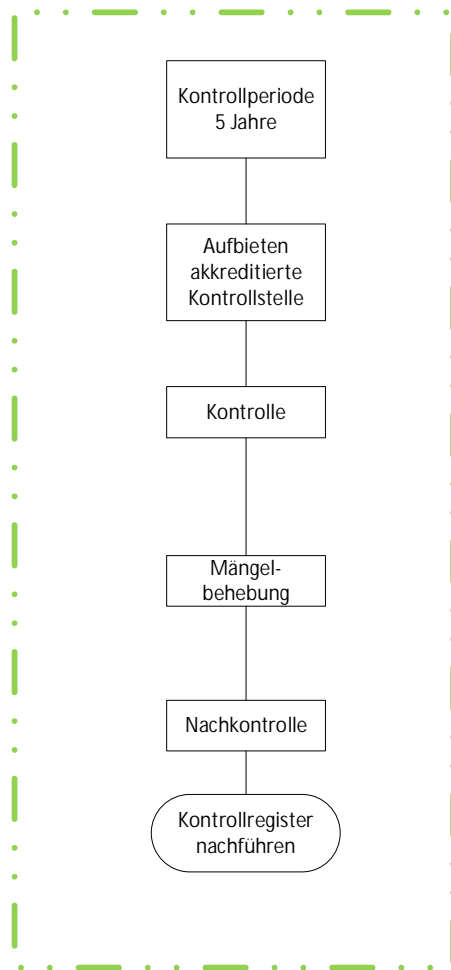 Kontrollperiode
5 Jahre
Aufbieten
akkreditierte
Kontrollstelle
Kontrolle
Mängel-
behebung
Nachkontrolle
Kontrollregister
nachführen